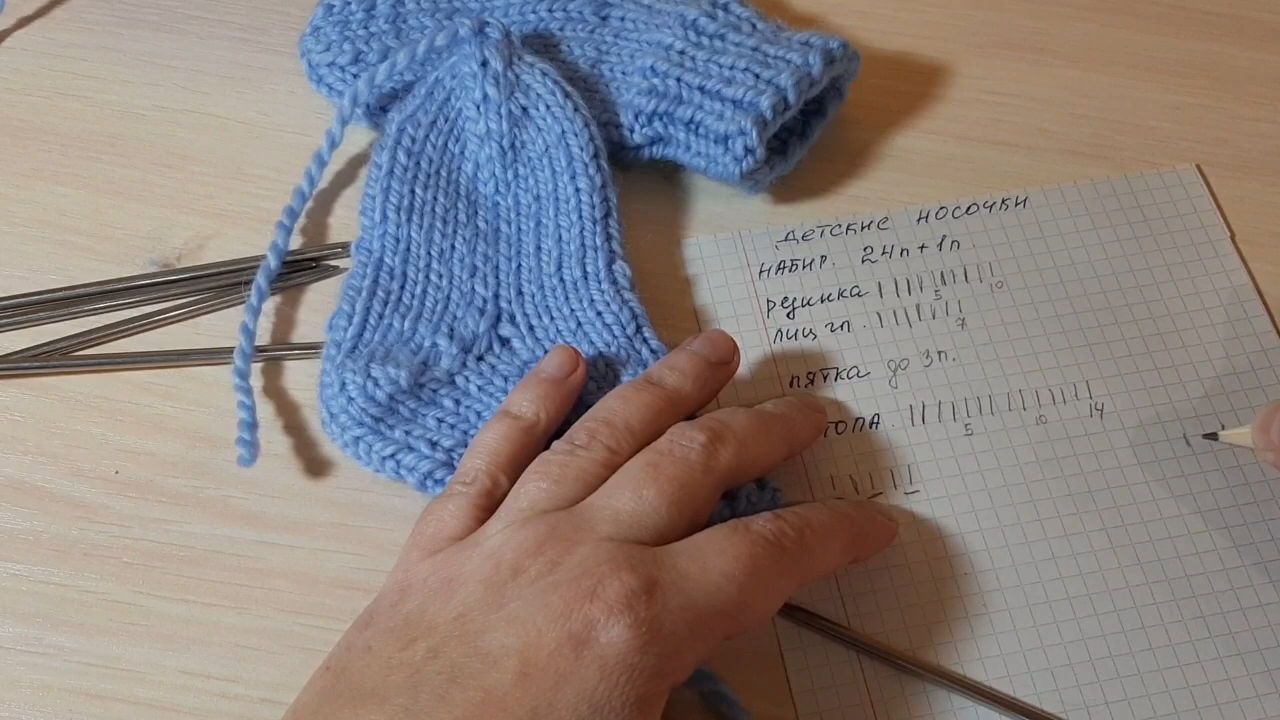 ДЕТСКИЕ НОСОЧКИ
НАБИР. 24п + 1п
резинка 5 10
лиц гл. 7
пятка до 3п.
ТОПА. 5 10 14